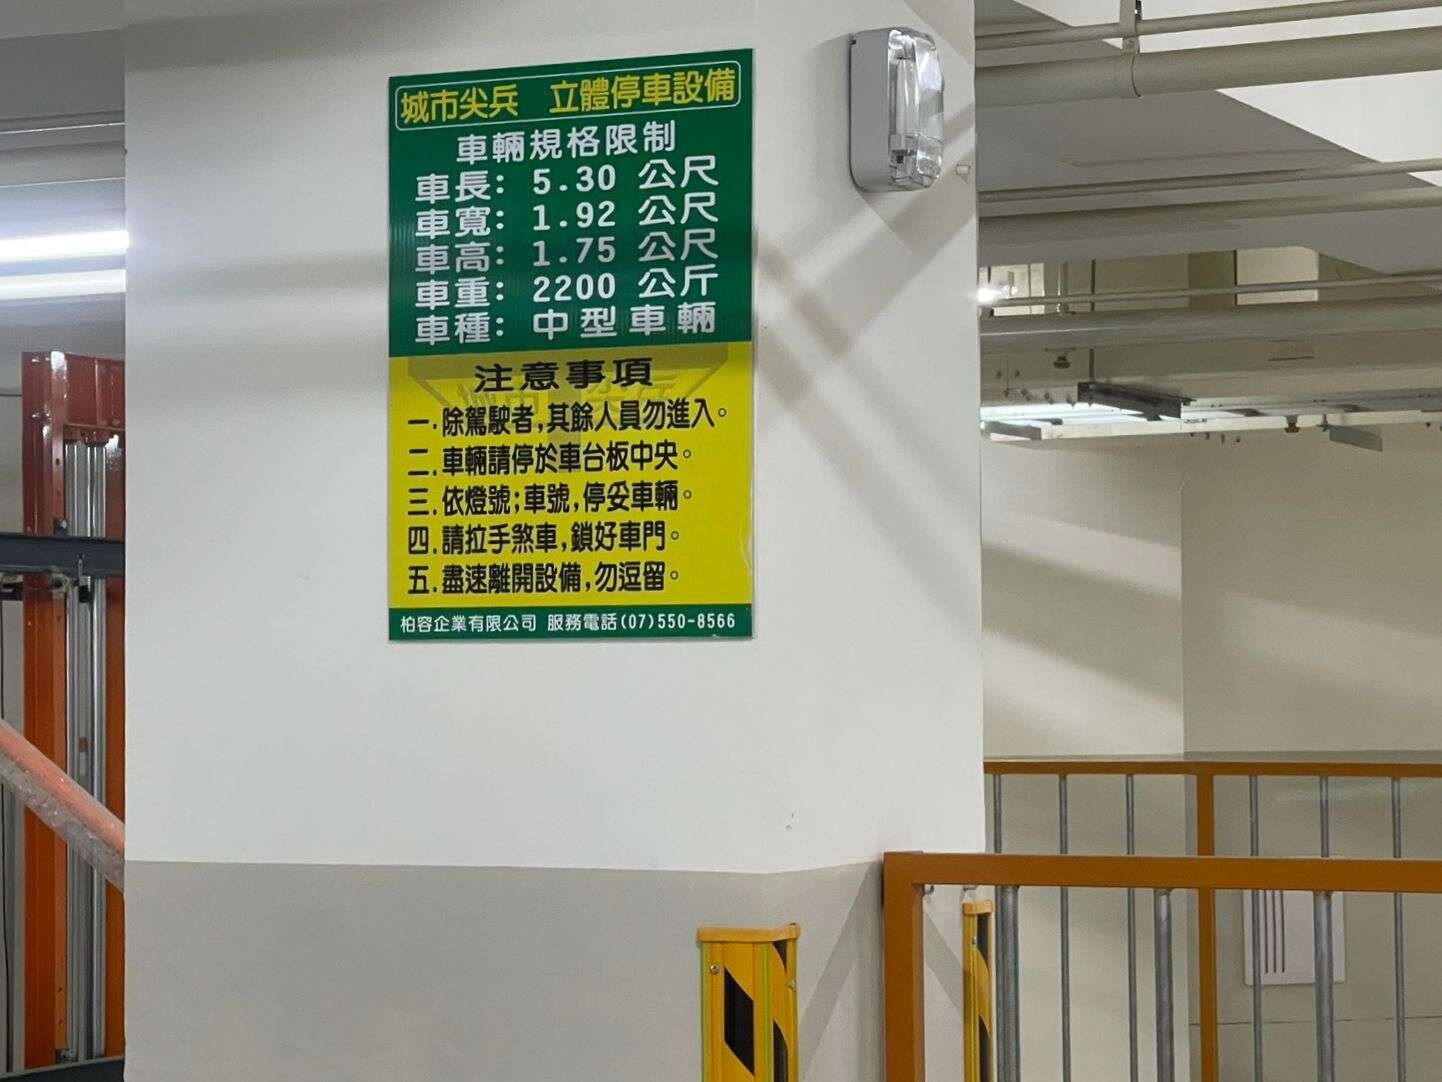 城市尖兵 立體停車設備
車輛規格限制
車長: 5.30 公尺
車寬: 1.92 公尺
車高: 1.75 公尺
車重: 2200 公斤
車種: 中型車輛
注意事項
一.除駕駛者,其餘人員勿進入。
二.車輛請停於車台板中央。
三.依燈號;車號,停妥車輛。
四.請拉手煞車,鎖好車門。
五.盡速離開設備,勿逗留。
柏容企業有限公司 服務電話(07)550-8566